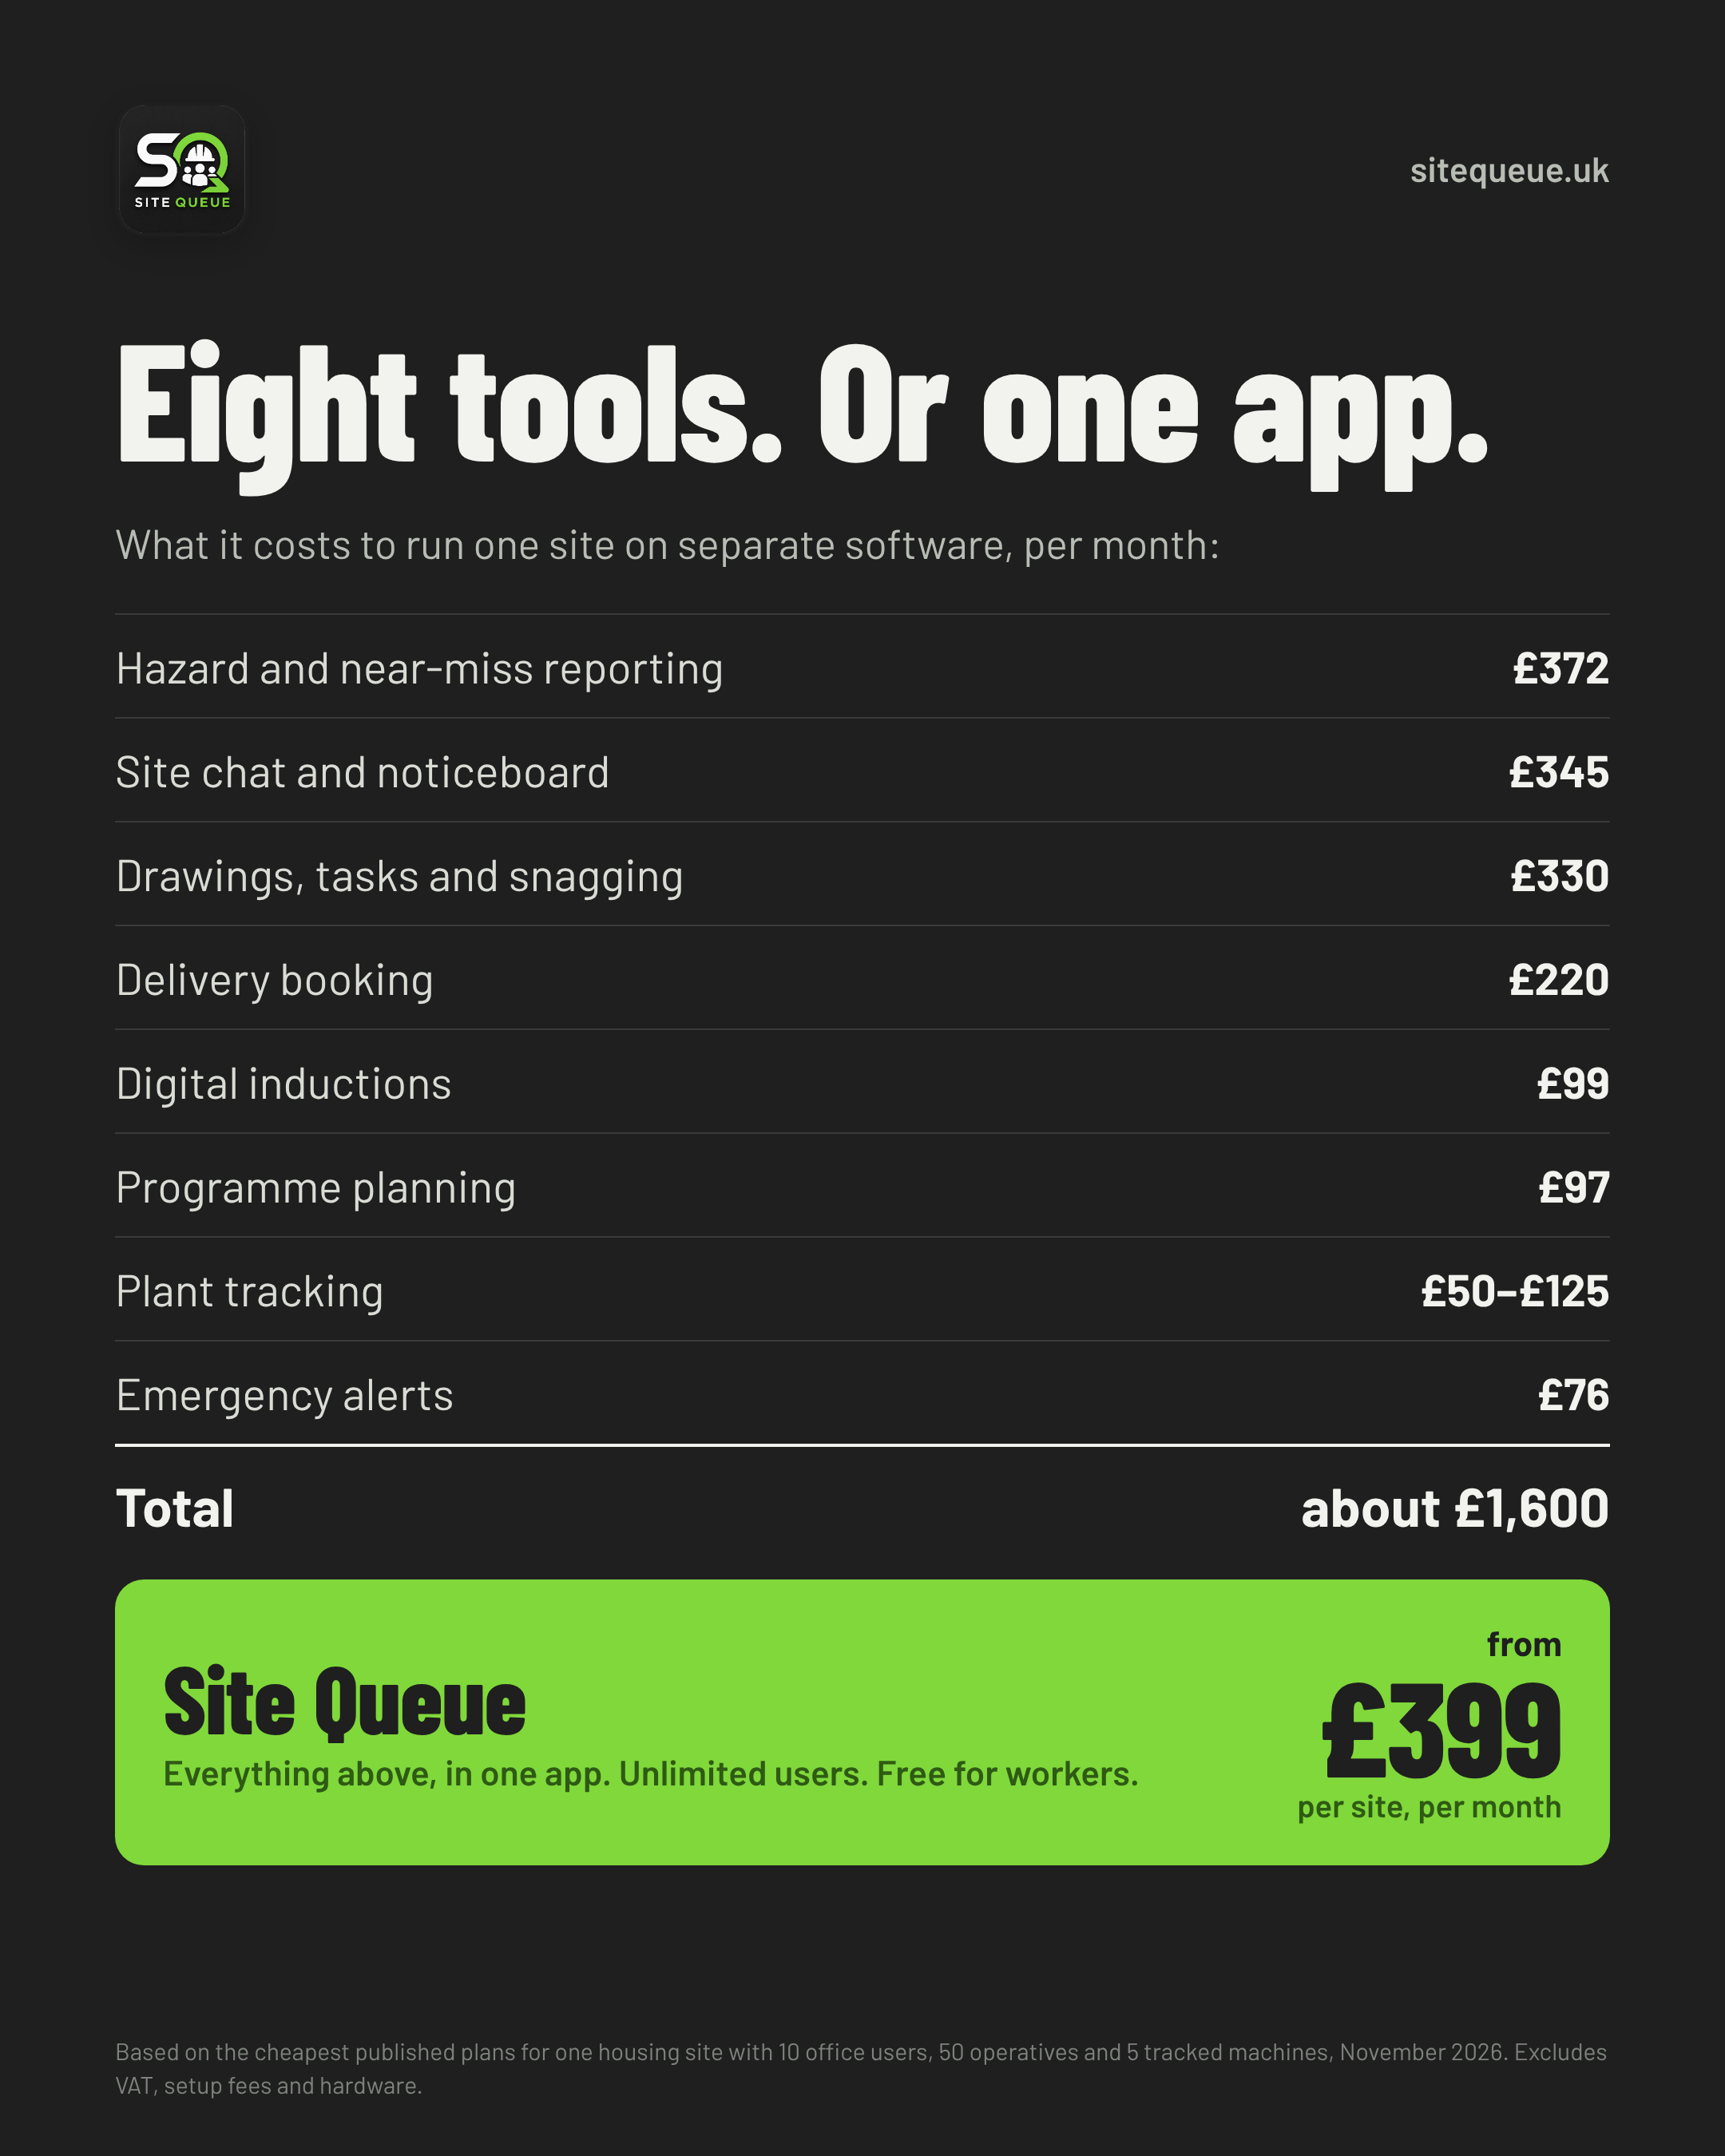 SQ
SITE QUEUE
sitequeue.uk
Eight tools. Or one app.
What it costs to run one site on separate software, per month:
Hazard and near-miss reporting £372
Site chat and noticeboard £345
Drawings, tasks and snagging £330
Delivery booking £220
Digital inductions £99
Programme planning £97
Plant tracking £50–£125
Emergency alerts £76
Total about £1,600
from
Site Queue £399
Everything above, in one app. Unlimited users. Free for workers.
per site, per month
Based on the cheapest published plans for one housing site with 10 office users, 50 operatives and 5 tracked machines, November 2026. Excludes
VAT, setup fees and hardware.